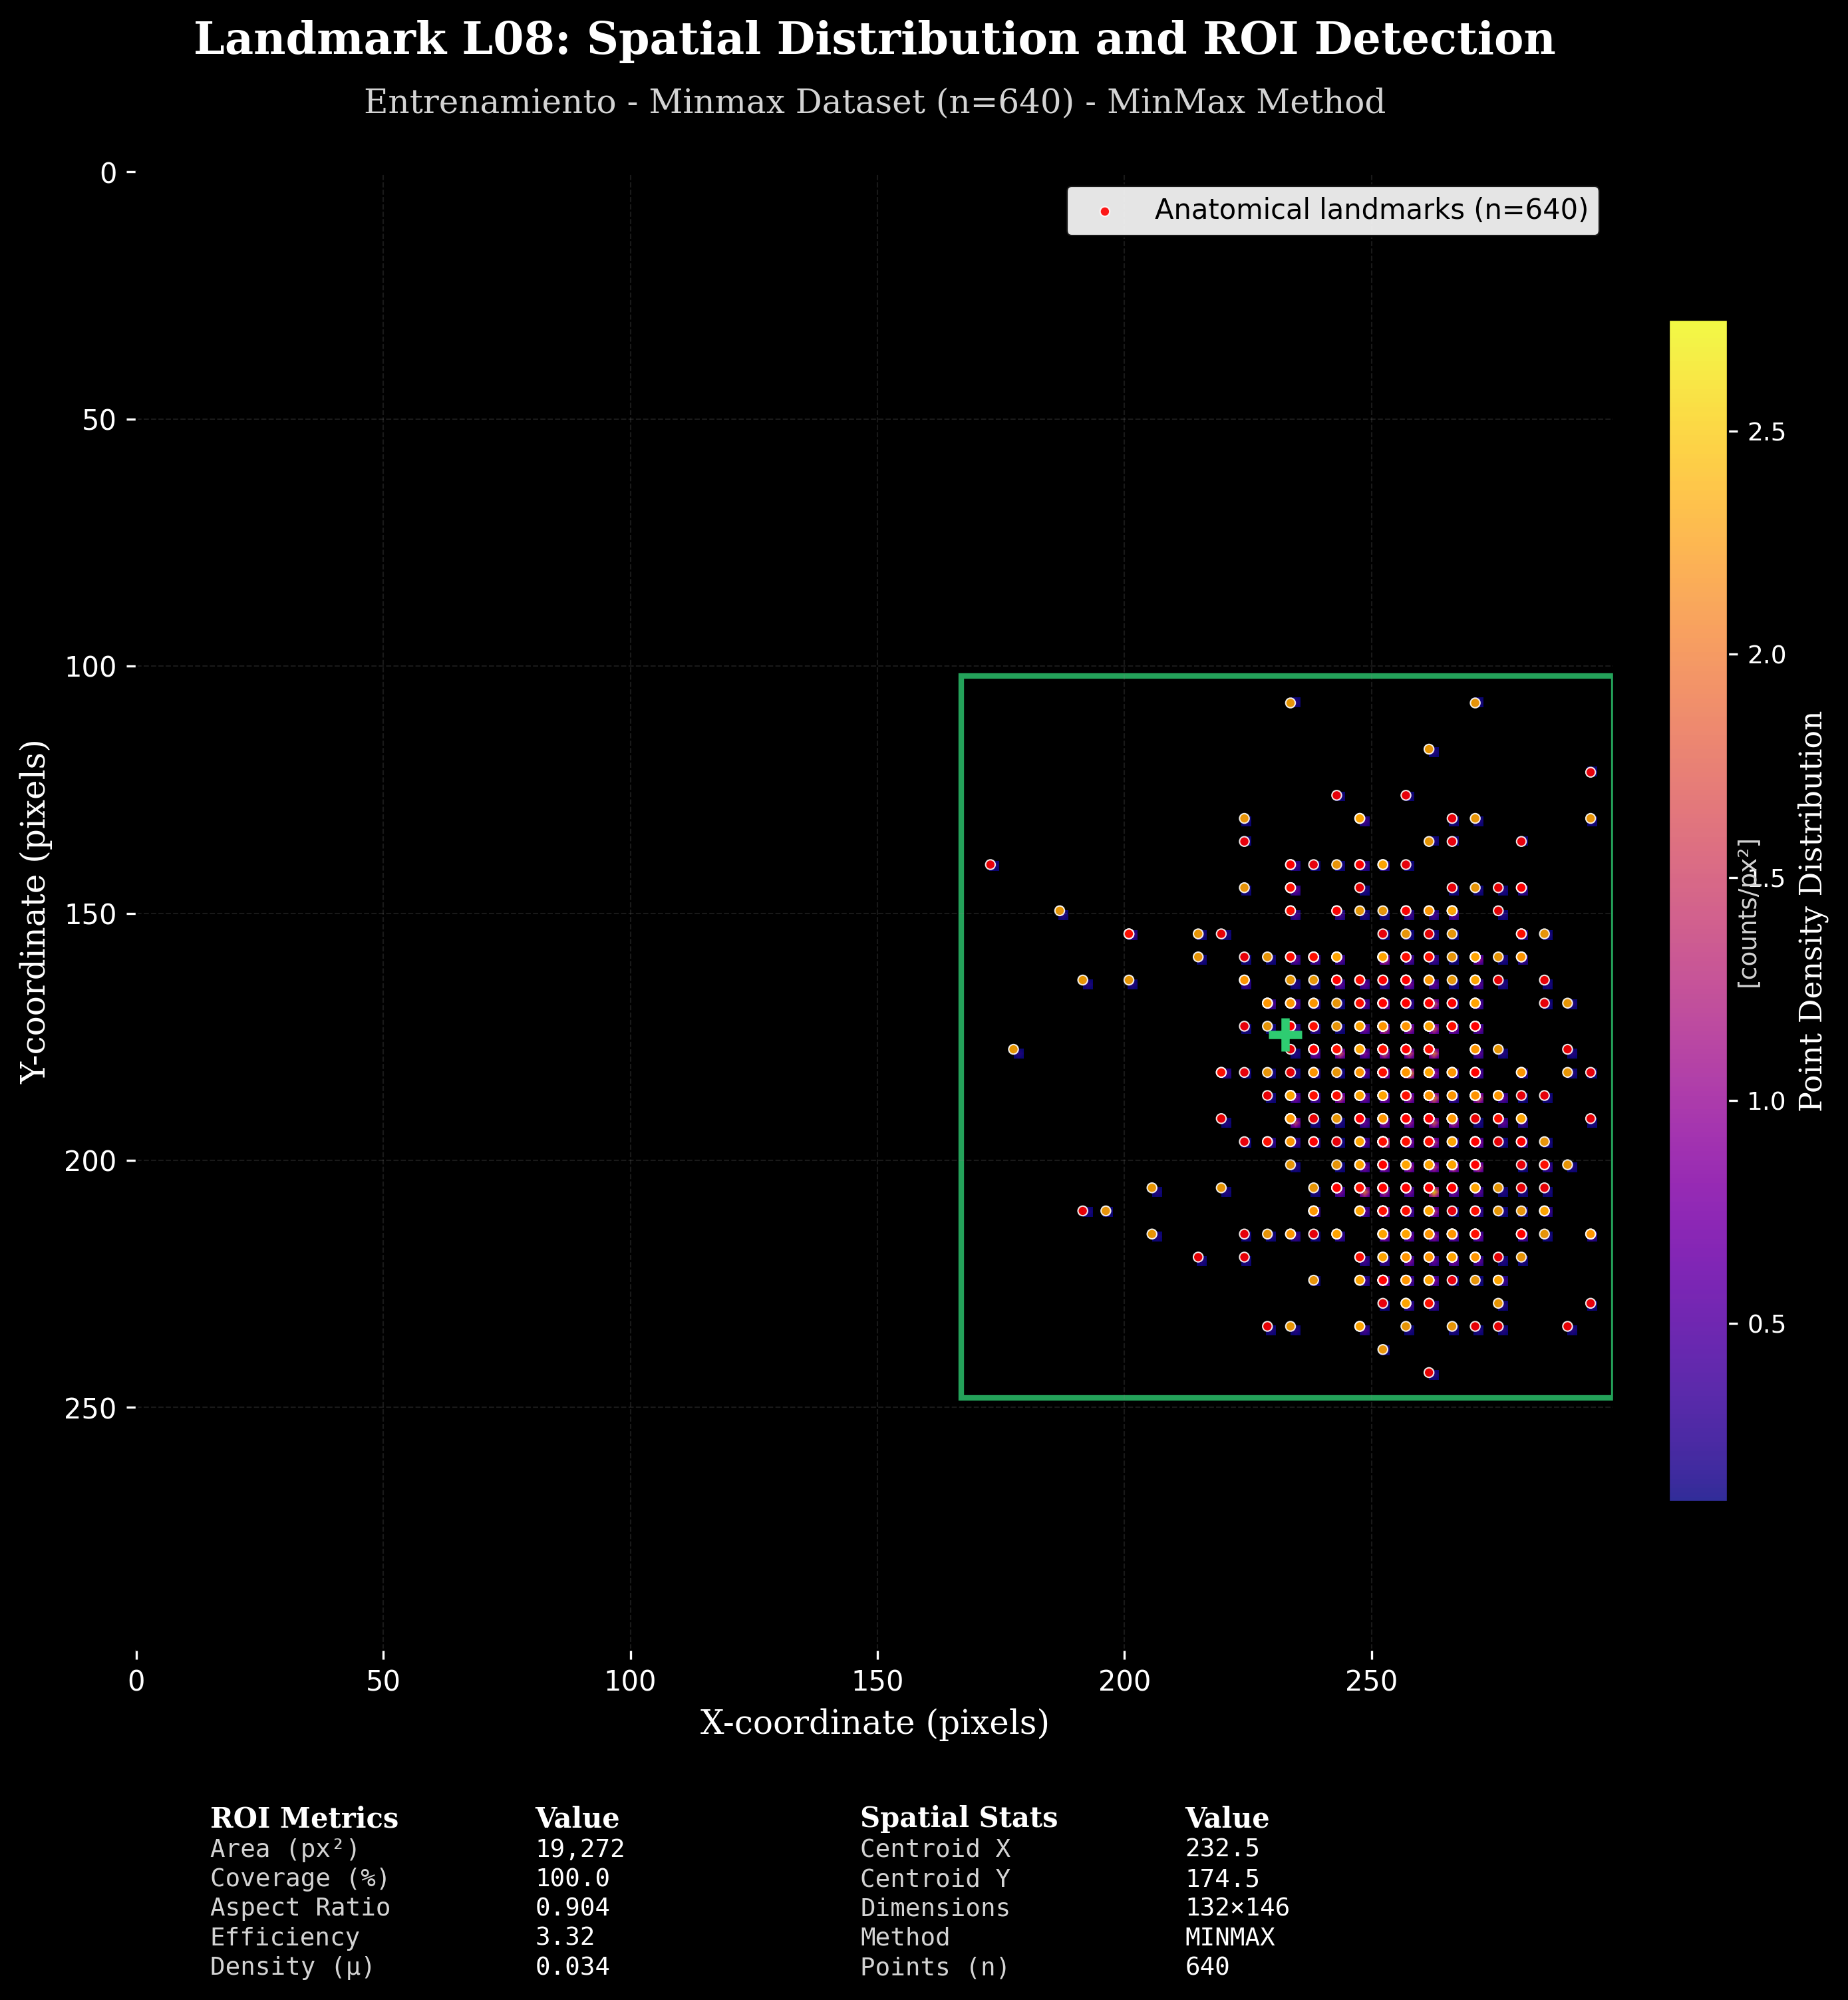 Landmark L08: Spatial Distribution and ROI Detection
Entrenamiento - Minmax Dataset (n=640) - MinMax Method
Anatomical landmarks (n=640)
0
50
100
150
200
250
Y-coordinate (pixels)
0
50
100
150
200
250
X-coordinate (pixels)
2.5
2.0
1.5
1.0
0.5
[counts/px²]
Point Density Distribution
ROI Metrics Value Spatial Stats Value
Area (px²) 19,272 Centroid X 232.5
Coverage (%) 100.0 Centroid Y 174.5
Aspect Ratio 0.904 Dimensions 132×146
Efficiency 3.32 Method MINMAX
Density (μ) 0.034 Points (n) 640